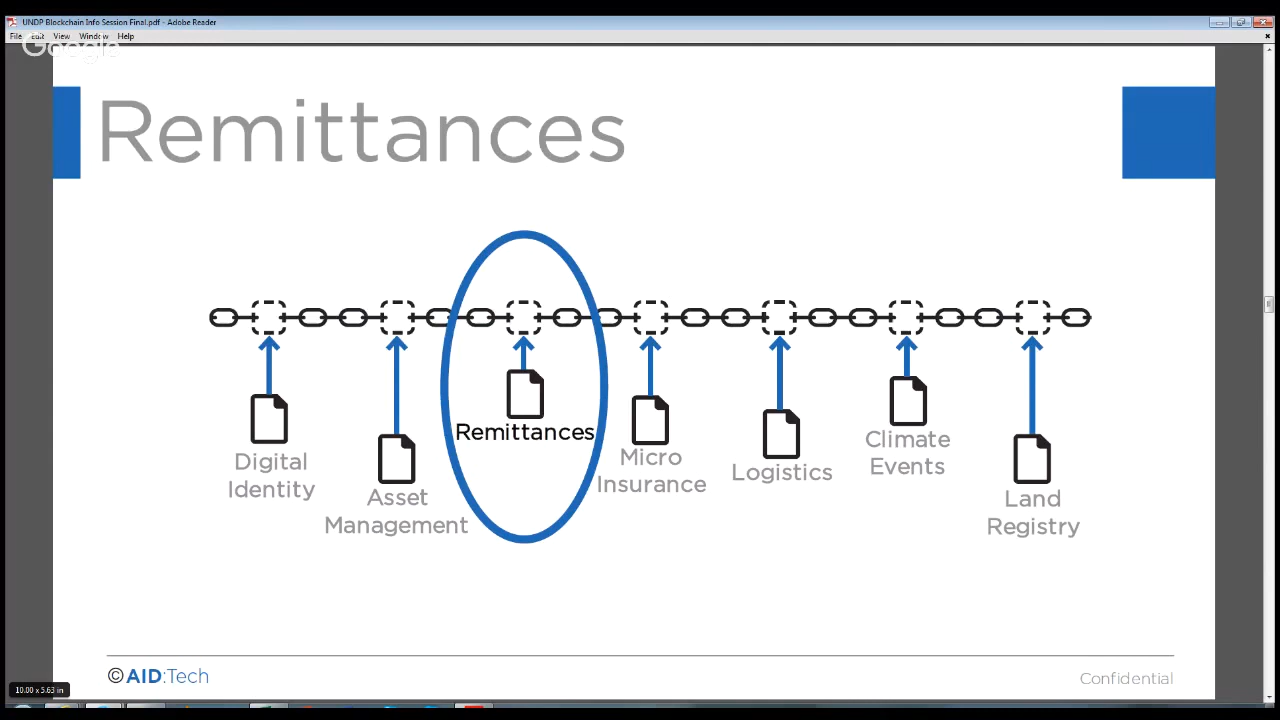 UNDP Blockchain Info Session Final.pdf - Adobe Reader
File Edit View Window Help
Google
Remittances
Remittances
Digital
Identity
Asset
Management
Micro
Insurance
Logistics
Climate
Events
Land
Registry
© AID:Tech
Confidential
10.00 x 5.63 in